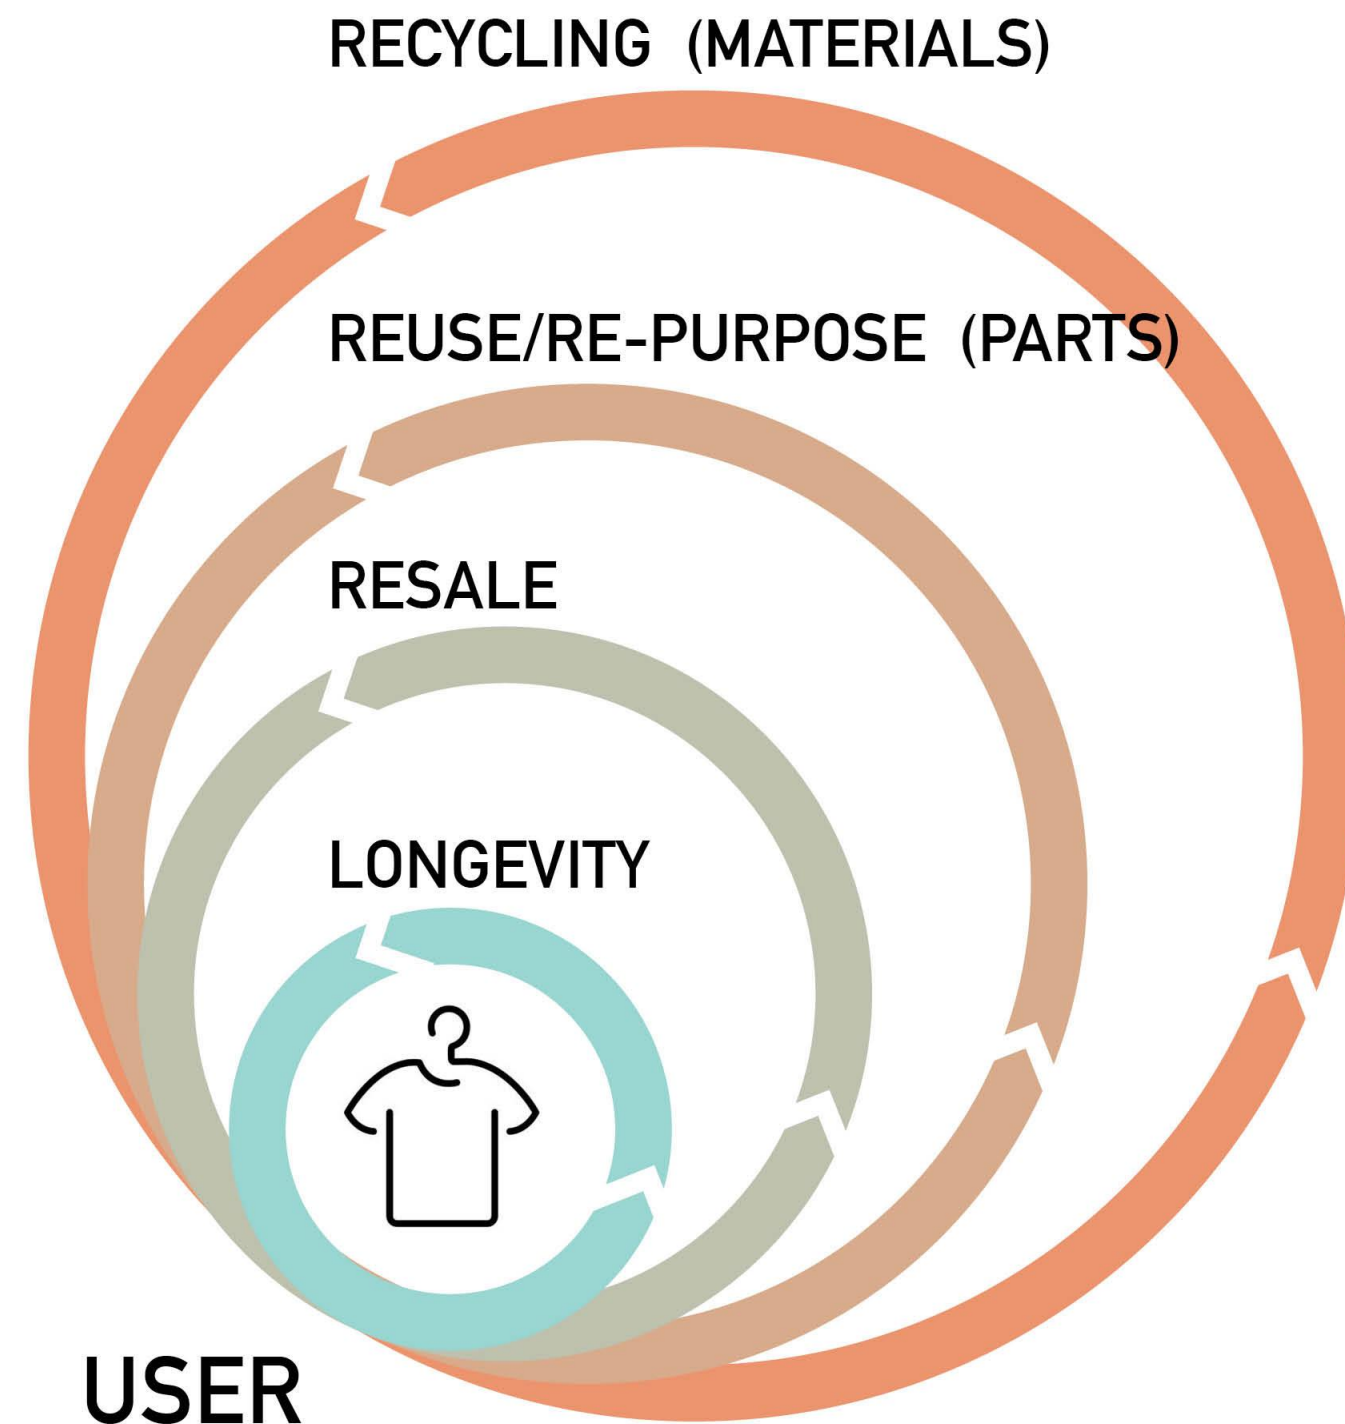 RECYCLING (MATERIALS)
REUSE/RE-PURPOSE (PARTS)
RESALE
LONGEVITY
USER